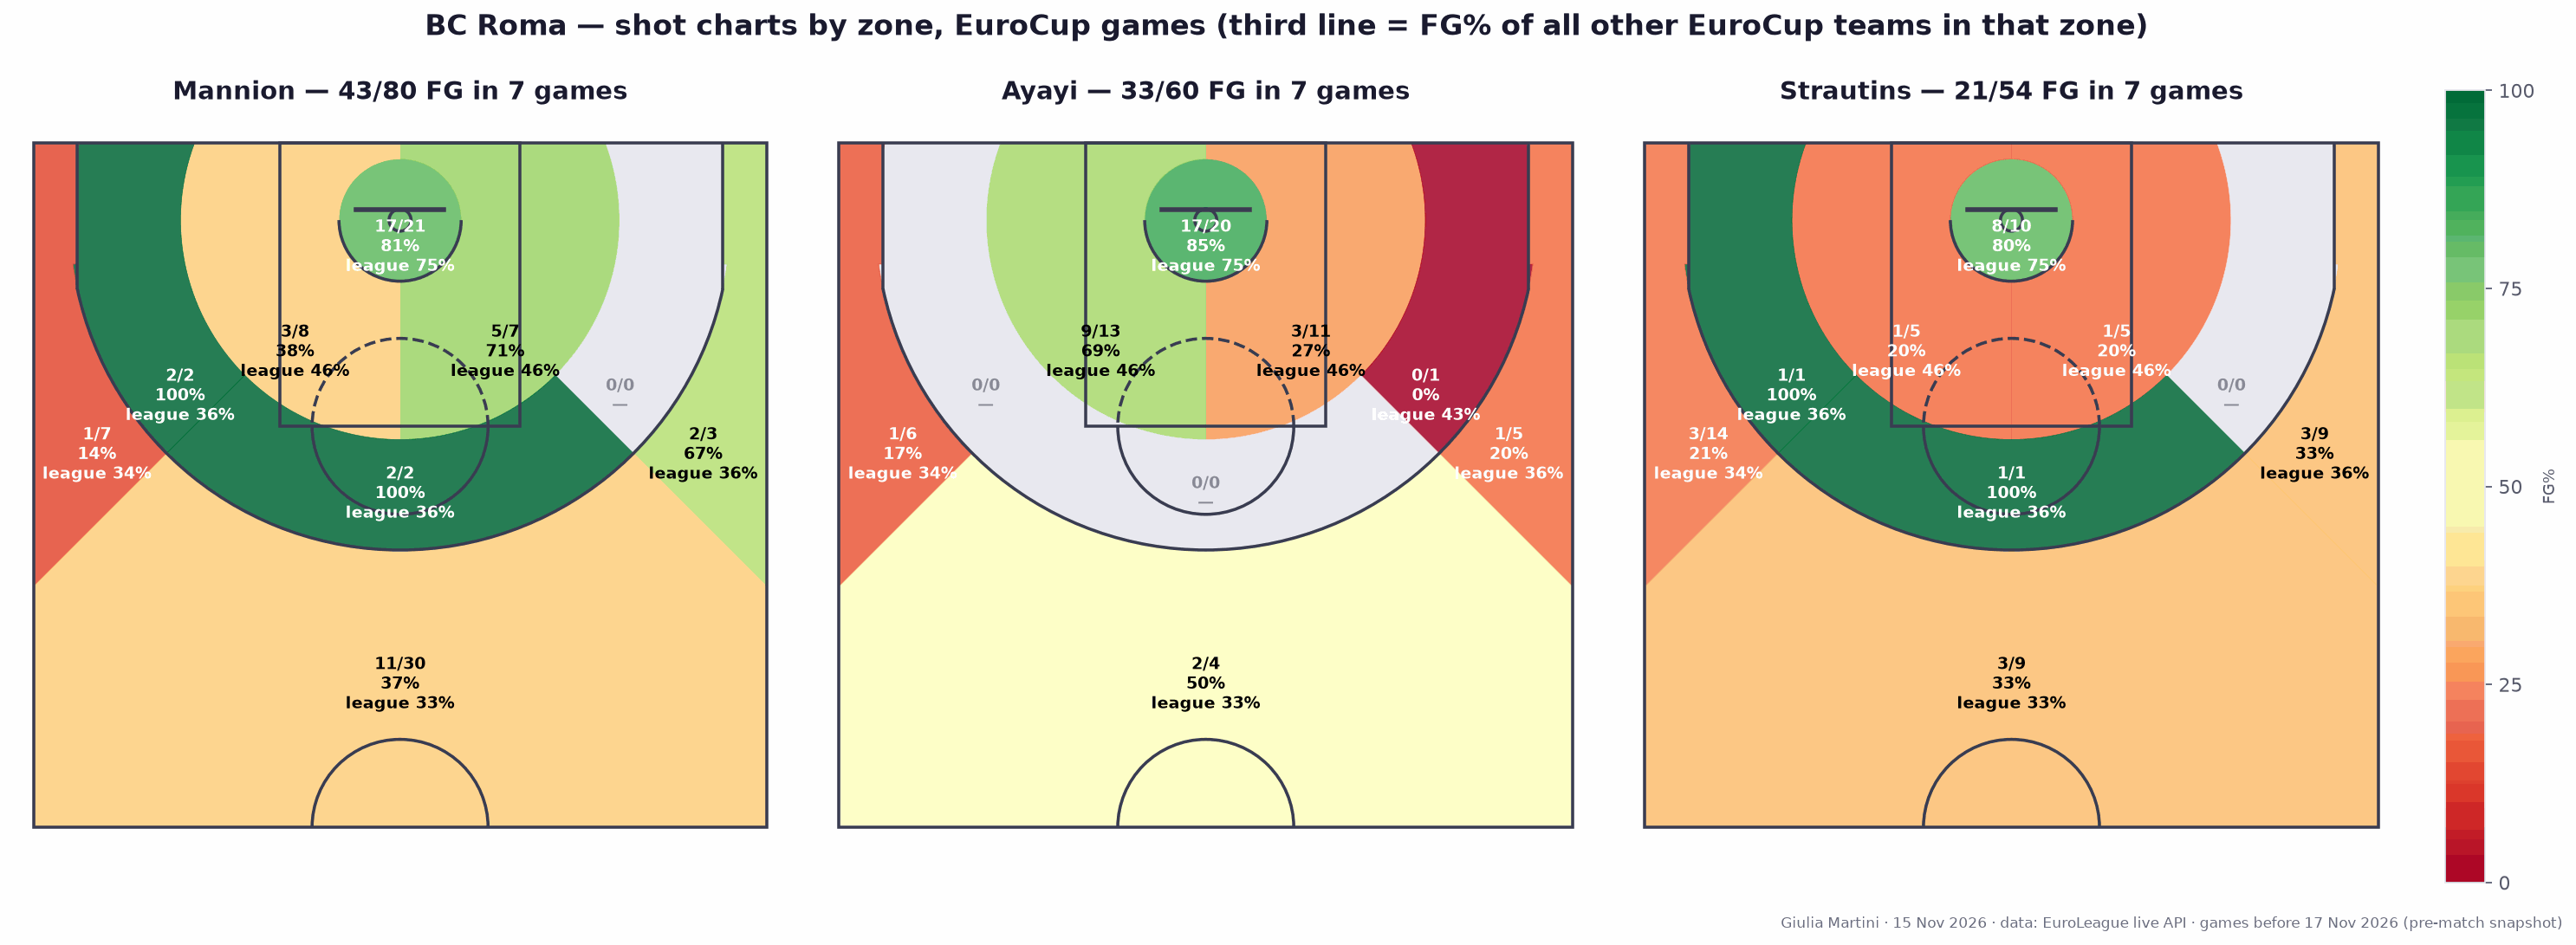 BC Roma — shot charts by zone, EuroCup games (third line = FG% of all other EuroCup teams in that zone)
Mannion — 43/80 FG in 7 games
17/21
81%
league 75%
3/8
38%
league 46%
5/7
71%
league 46%
2/2
100%
league 36%
0/0
—
1/7
14%
league 34%
2/3
67%
league 36%
2/2
100%
league 36%
11/30
37%
league 33%
Ayayi — 33/60 FG in 7 games
17/20
85%
league 75%
9/13
69%
league 46%
3/11
27%
league 46%
0/0
—
0/1
0%
league 43%
1/6
17%
league 34%
1/5
20%
league 36%
0/0
—
2/4
50%
league 33%
Strautins — 21/54 FG in 7 games
8/10
80%
league 75%
1/5
20%
league 46%
1/5
20%
league 46%
1/1
100%
league 36%
0/0
—
3/14
21%
league 34%
3/9
33%
league 36%
1/1
100%
league 36%
3/9
33%
league 33%
100
75
50
25
0
FG%
Giulia Martini · 15 Nov 2026 · data: EuroLeague live API · games before 17 Nov 2026 (pre-match snapshot)